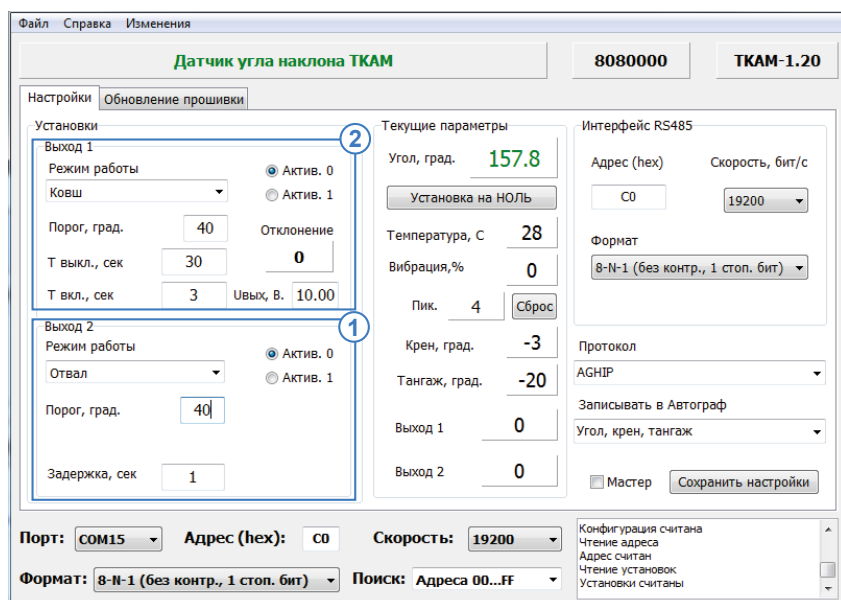 Файл Справка Изменения
Датчик угла наклона ТКАМ
8080000
ТКАМ-1.20
Настройки
Обновление прошивки
Установки
2
Выход 1
Режим работы
Актив. 0
Ковш
Актив. 1
Порог, град. 40
Отклонение
Т выкл., сек 30
0
Т вкл., сек 3
Uвых, В. 10.00
1
Выход 2
Режим работы
Актив. 0
Отвал
Актив. 1
Порог, град. 40
Задержка, сек 1
Текущие параметры
Угол, град. 157.8
Установка на НОЛЬ
Температура, С 28
Вибрация,% 0
Пик. 4 Сброс
Крен, град. -3
Тангаж, град. -20
Выход 1 0
Выход 2 0
Интерфейс RS485
Адрес (hex) Скорость, бит/с
C0 19200
Формат
8-N-1 (без контр., 1 стоп. бит)
Протокол
AGHIP
Записывать в Автограф
Угол, крен, тангаж
Мастер Сохранить настройки
Порт: COM15 Адрес (hex): C0 Скорость: 19200
Формат: 8-N-1 (без контр., 1 стоп. бит) Поиск: Адреса 00...FF
Конфигурация считана
Чтение адреса
Адрес считан
Чтение установок
Установки считаны